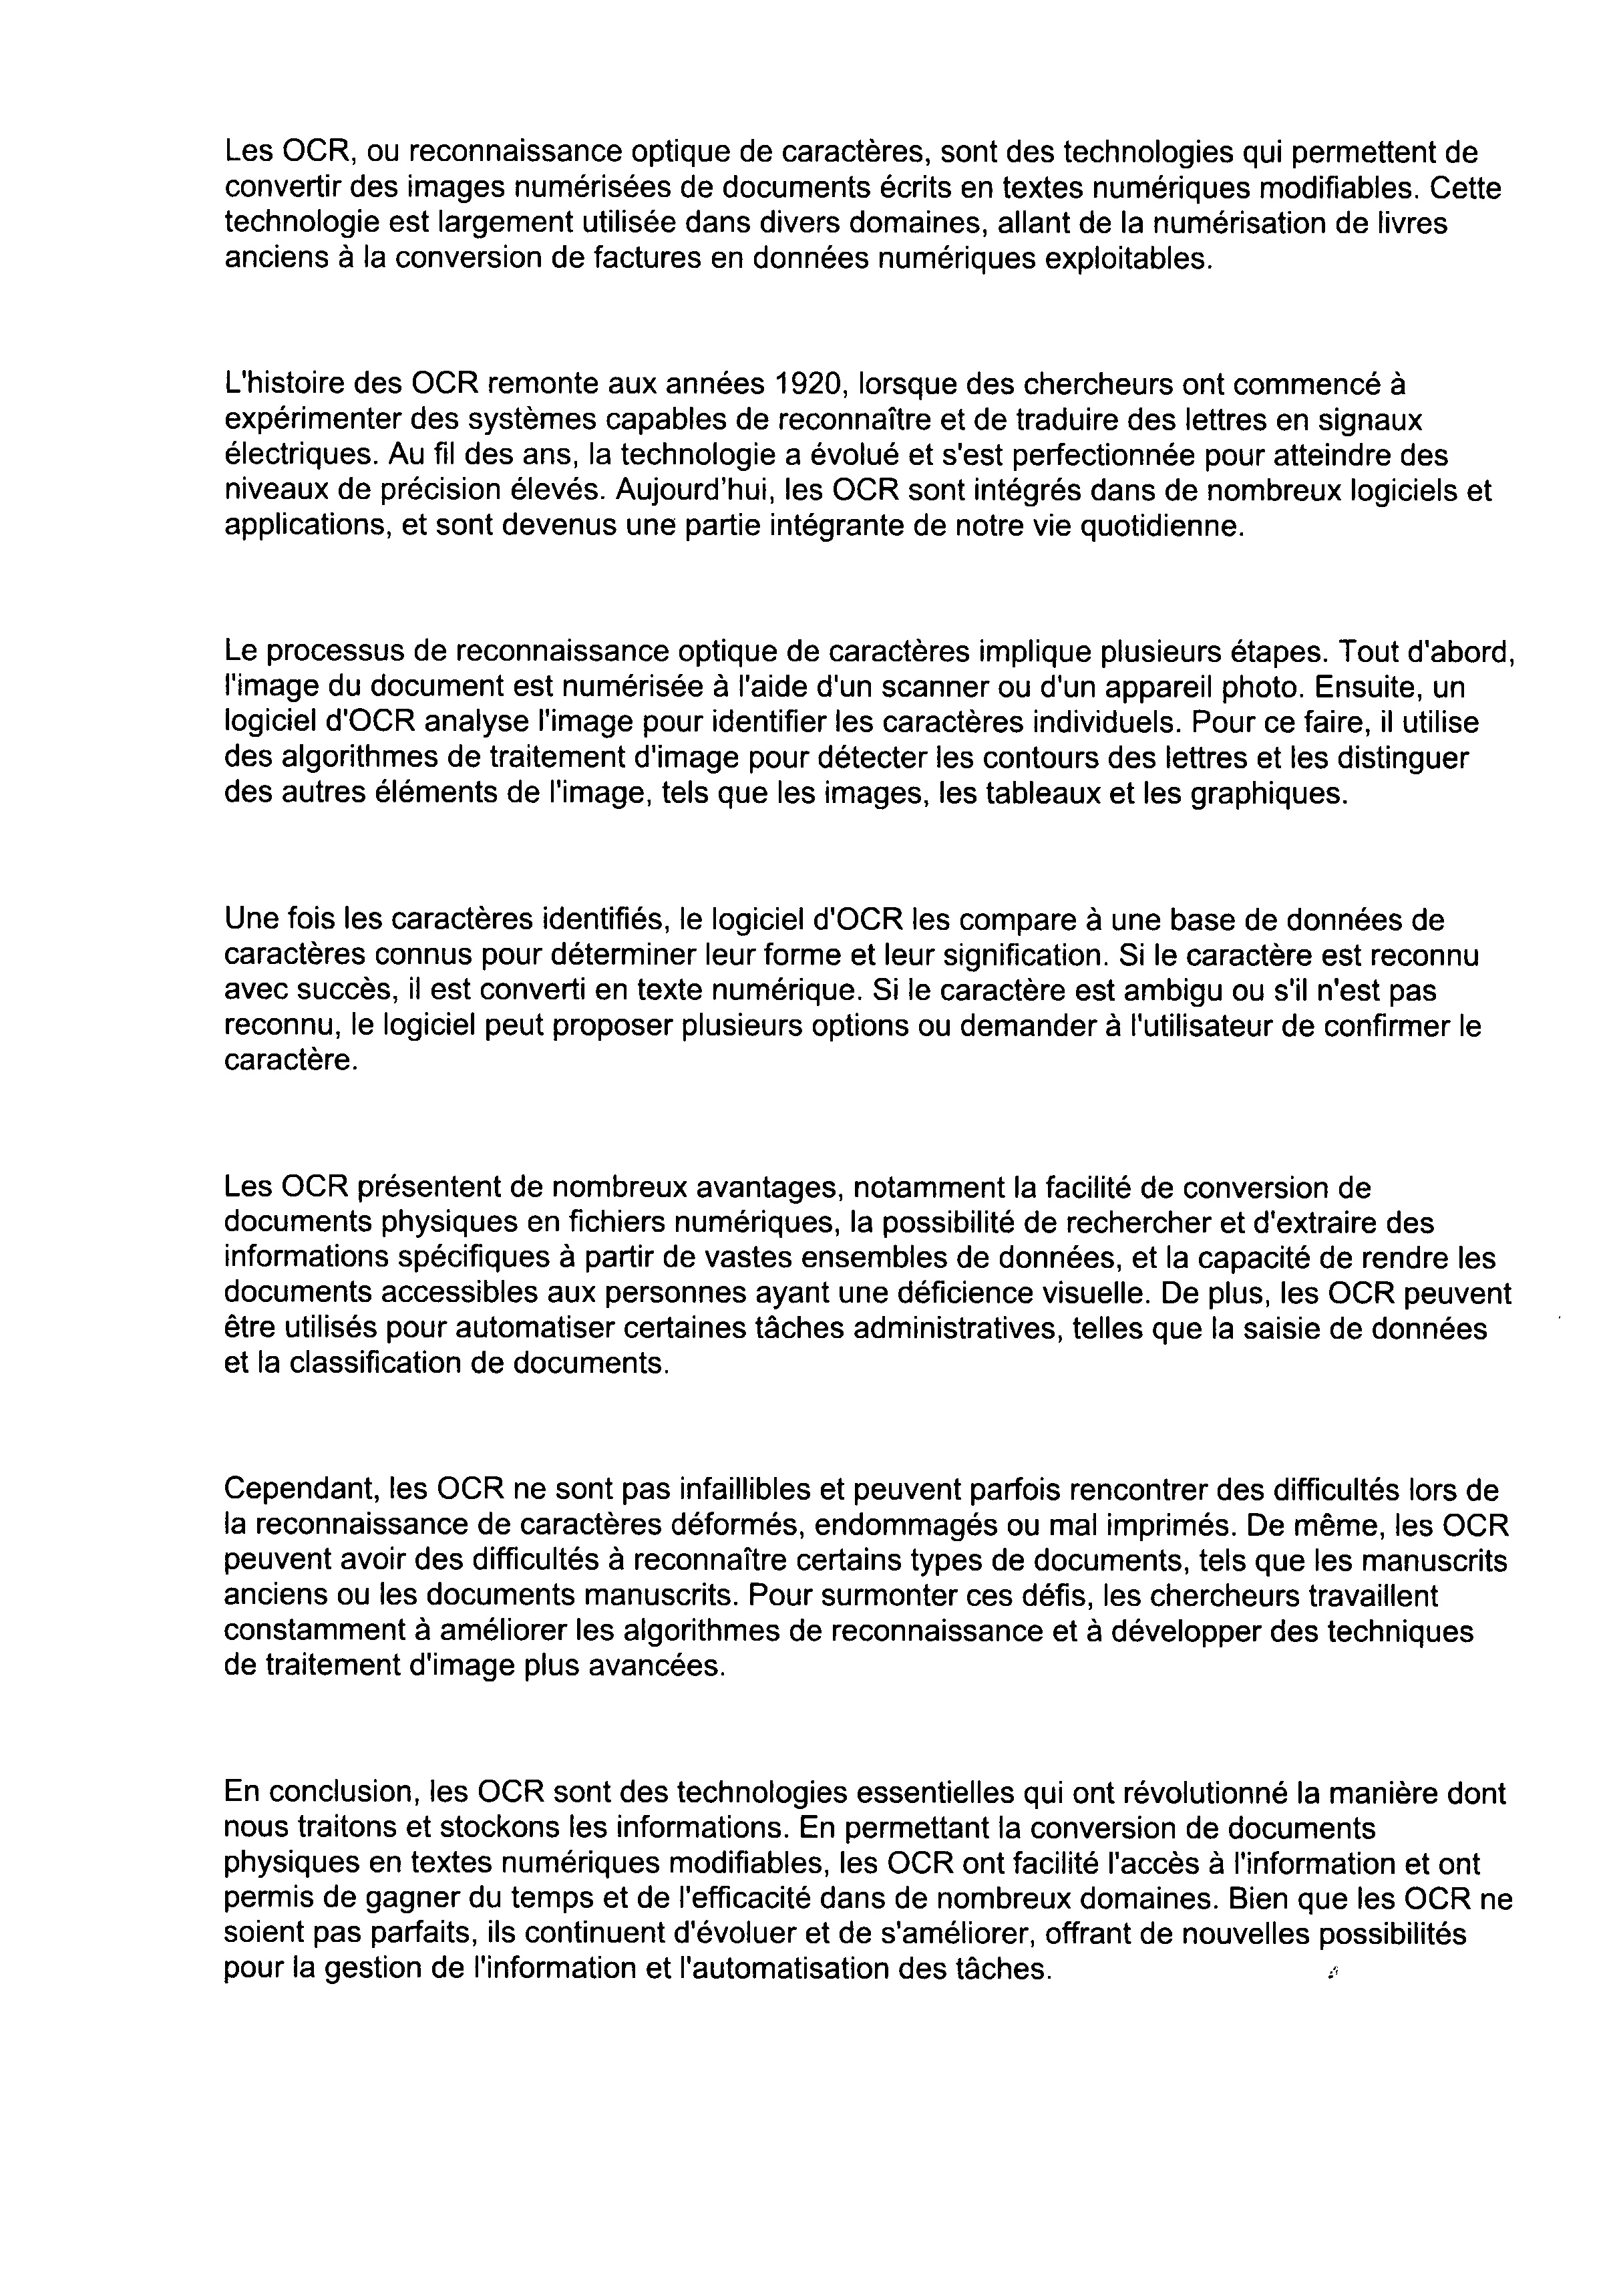 Les OCR, ou reconnaissance optique de caractères, sont des technologies qui permettent de
convertir des images numérisées de documents écrits en textes numériques modifiables. Cette
technologie est largement utilisée dans divers domaines, allant de la numérisation de livres
anciens à la conversion de factures en données numériques exploitables.
L'histoire des OCR remonte aux années 1920, lorsque des chercheurs ont commencé à
expérimenter des systèmes capables de reconnaître et de traduire des lettres en signaux
électriques. Au fil des ans, la technologie a évolué et s'est perfectionnée pour atteindre des
niveaux de précision élevés. Aujourd'hui, les OCR sont intégrés dans de nombreux logiciels et
applications, et sont devenus une partie intégrante de notre vie quotidienne.
Le processus de reconnaissance optique de caractères implique plusieurs étapes. Tout d'abord,
l'image du document est numérisée à l'aide d'un scanner ou d'un appareil photo. Ensuite, un
logiciel d'OCR analyse l'image pour identifier les caractères individuels. Pour ce faire, il utilise
des algorithmes de traitement d'image pour détecter les contours des lettres et les distinguer
des autres éléments de l'image, tels que les images, les tableaux et les graphiques.
Une fois les caractères identifiés, le logiciel d'OCR les compare à une base de données de
caractères connus pour déterminer leur forme et leur signification. Si le caractère est reconnu
avec succès, il est converti en texte numérique. Si le caractère est ambigu ou s'il n'est pas
reconnu, le logiciel peut proposer plusieurs options ou demander à l'utilisateur de confirmer le
caractère.
Les OCR présentent de nombreux avantages, notamment la facilité de conversion de
documents physiques en fichiers numériques, la possibilité de rechercher et d'extraire des
informations spécifiques à partir de vastes ensembles de données, et la capacité de rendre les
documents accessibles aux personnes ayant une déficience visuelle. De plus, les OCR peuvent
être utilisés pour automatiser certaines tâches administratives, telles que la saisie de données
et la classification de documents.
Cependant, les OCR ne sont pas infaillibles et peuvent parfois rencontrer des difficultés lors de
la reconnaissance de caractères déformés, endommagés ou mal imprimés. De même, les OCR
peuvent avoir des difficultés à reconnaître certains types de documents, tels que les manuscrits
anciens ou les documents manuscrits. Pour surmonter ces défis, les chercheurs travaillent
constamment à améliorer les algorithmes de reconnaissance et à développer des techniques
de traitement d'image plus avancées.
En conclusion, les OCR sont des technologies essentielles qui ont révolutionné la manière dont
nous traitons et stockons les informations. En permettant la conversion de documents
physiques en textes numériques modifiables, les OCR ont facilité l'accès à l'information et ont
permis de gagner du temps et de l'efficacité dans de nombreux domaines. Bien que les OCR ne
soient pas parfaits, ils continuent d'évoluer et de s'améliorer, offrant de nouvelles possibilités
pour la gestion de l'information et l'automatisation des tâches.